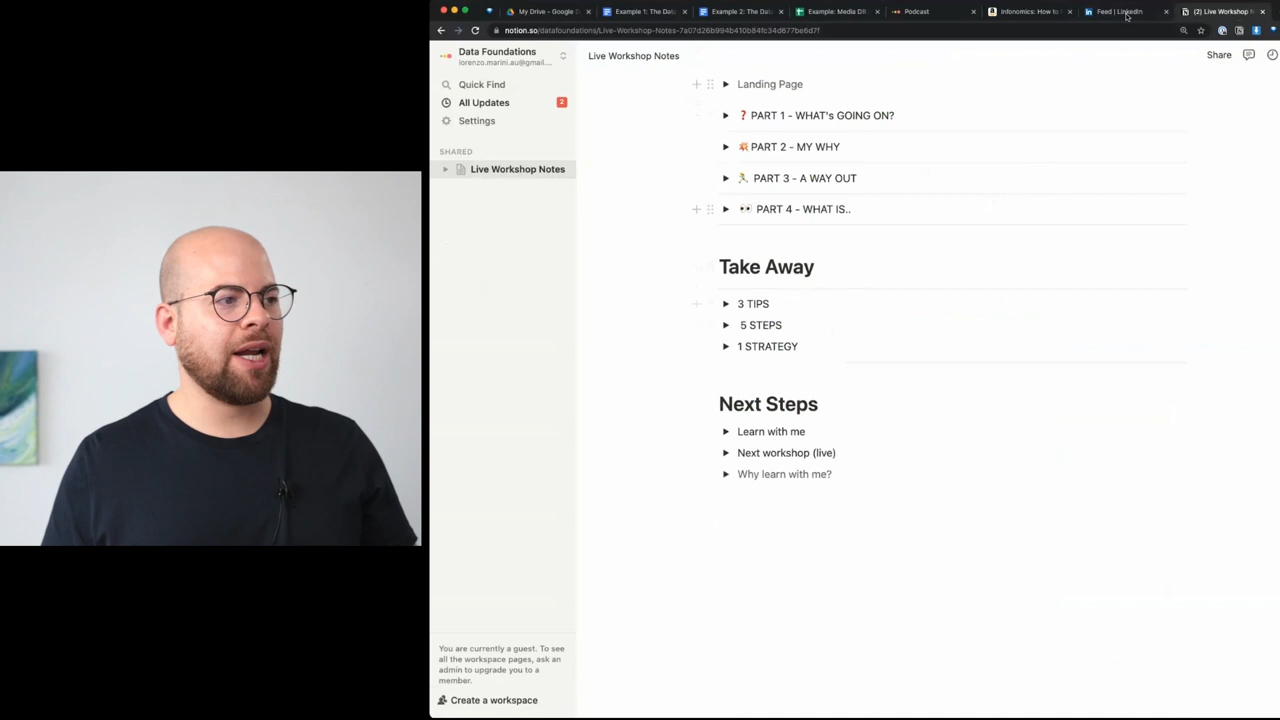 My Drive - Google D
Example 1: The Data
Example 2: The Data
Example: Media DB
Podcast
Infonomics: How to
Feed | LinkedIn
(2) Live Workshop N
notion.so/datafoundations/Live-Workshop-Notes-7a07d26b994b410b84fc34d677be6d7f
Data Foundations
lorenzo.marini.au@gmail....
Quick Find
All Updates
2
Settings
SHARED
Live Workshop Notes
You are currently a guest. To see
all the workspace pages, ask an
admin to upgrade you to a
member.
Create a workspace
Live Workshop Notes
Share
Landing Page
❓ PART 1 - WHAT's GOING ON?
💥 PART 2 - MY WHY
🏃 PART 3 - A WAY OUT
👀 PART 4 - WHAT IS..
Take Away
3 TIPS
5 STEPS
1 STRATEGY
Next Steps
Learn with me
Next workshop (live)
Why learn with me?